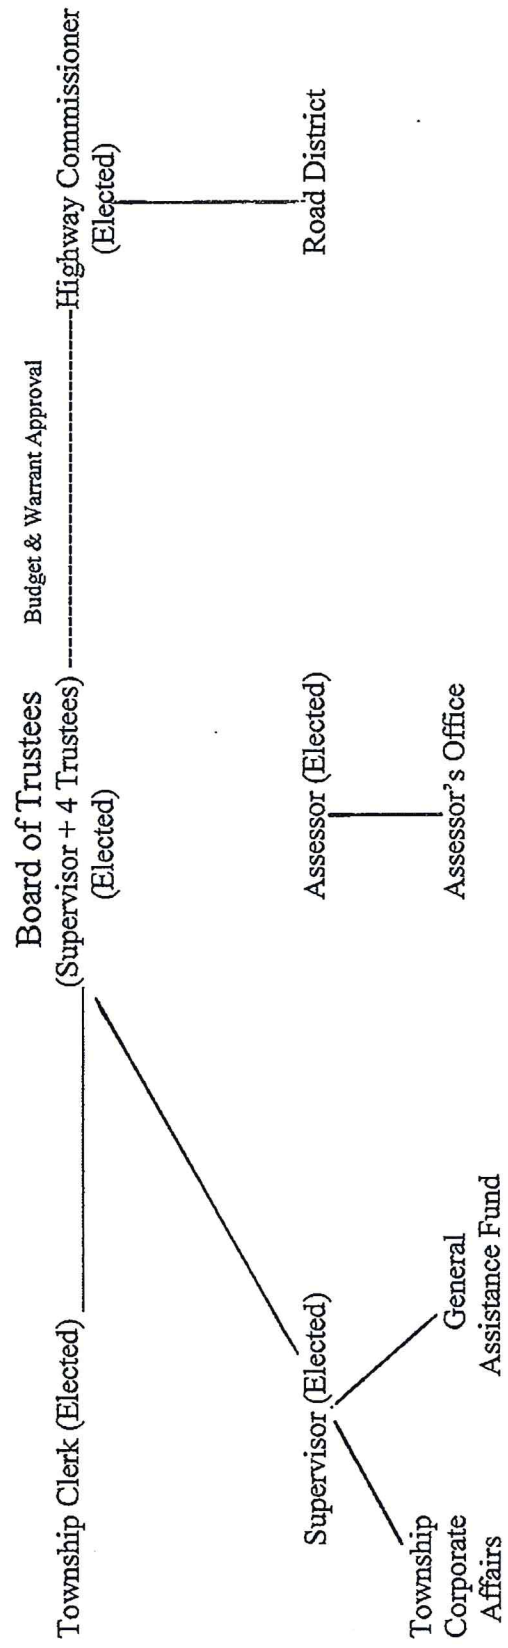 Board of Trustees
(Supervisor + 4 Trustees)
(Elected)
Budget & Warrant Approval
Township Clerk (Elected)
Highway Commissioner
(Elected)
Supervisor (Elected)
Assessor (Elected)
Road District
Township
Corporate
Affairs
General
Assistance Fund
Assessor's Office